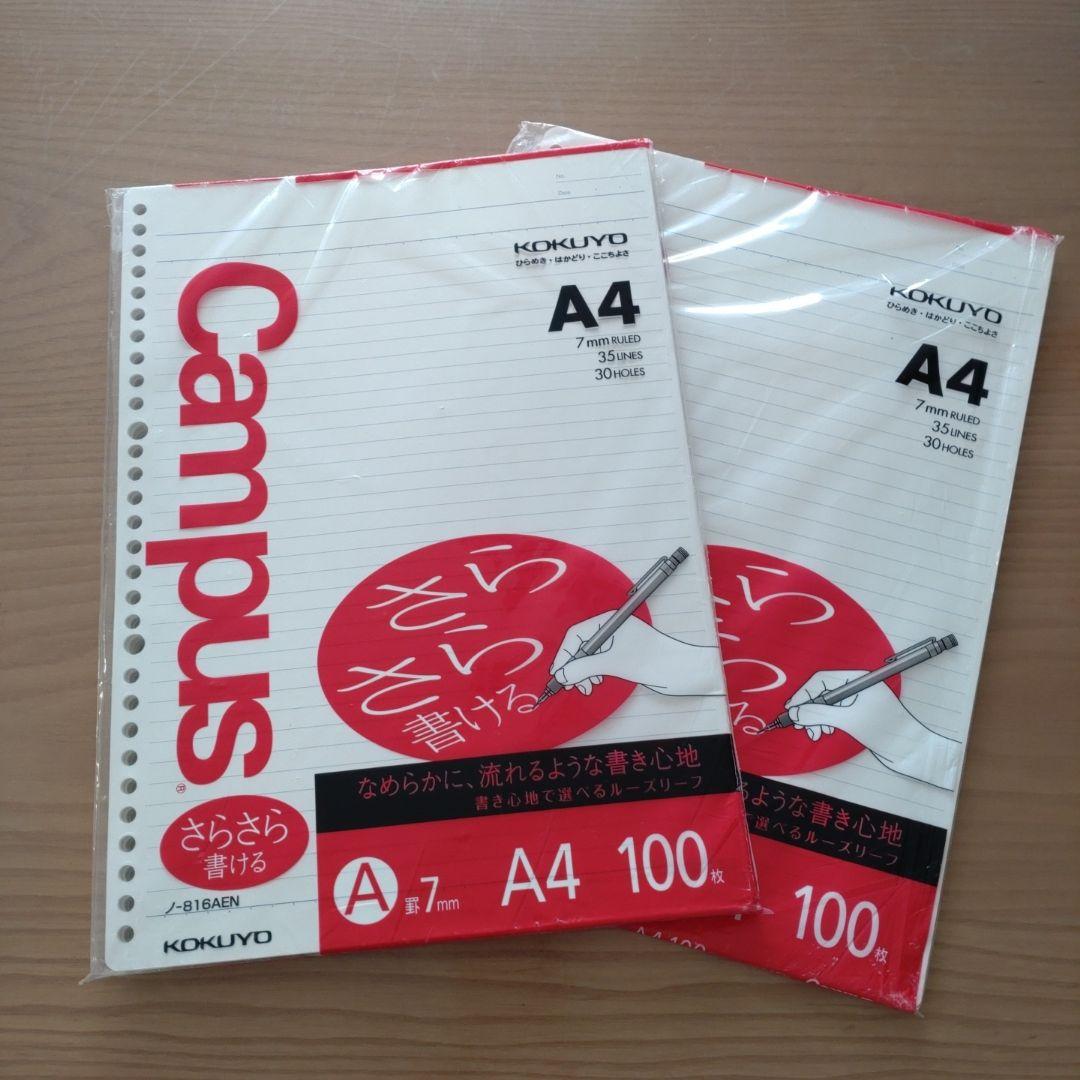 No.
Date
KOKUYO
ひらめき・はかどり・ここちよさ
A4
7mm RULED
35 LINES
30 HOLES
Campus®
さらさら
書ける
ノ-816AEN
KOKUYO
さら
さら
書ける
なめらかに、流れるような書き心地
書き心地で選べるルーズリーフ
A罫7mm A4 100枚
KOKUYO
ひらめき・はかどり・ここちよさ
A4
7mm RULED
35 LINES
30 HOLES
さら
る
るような書き心地
で選べるルーズリーフ
100枚